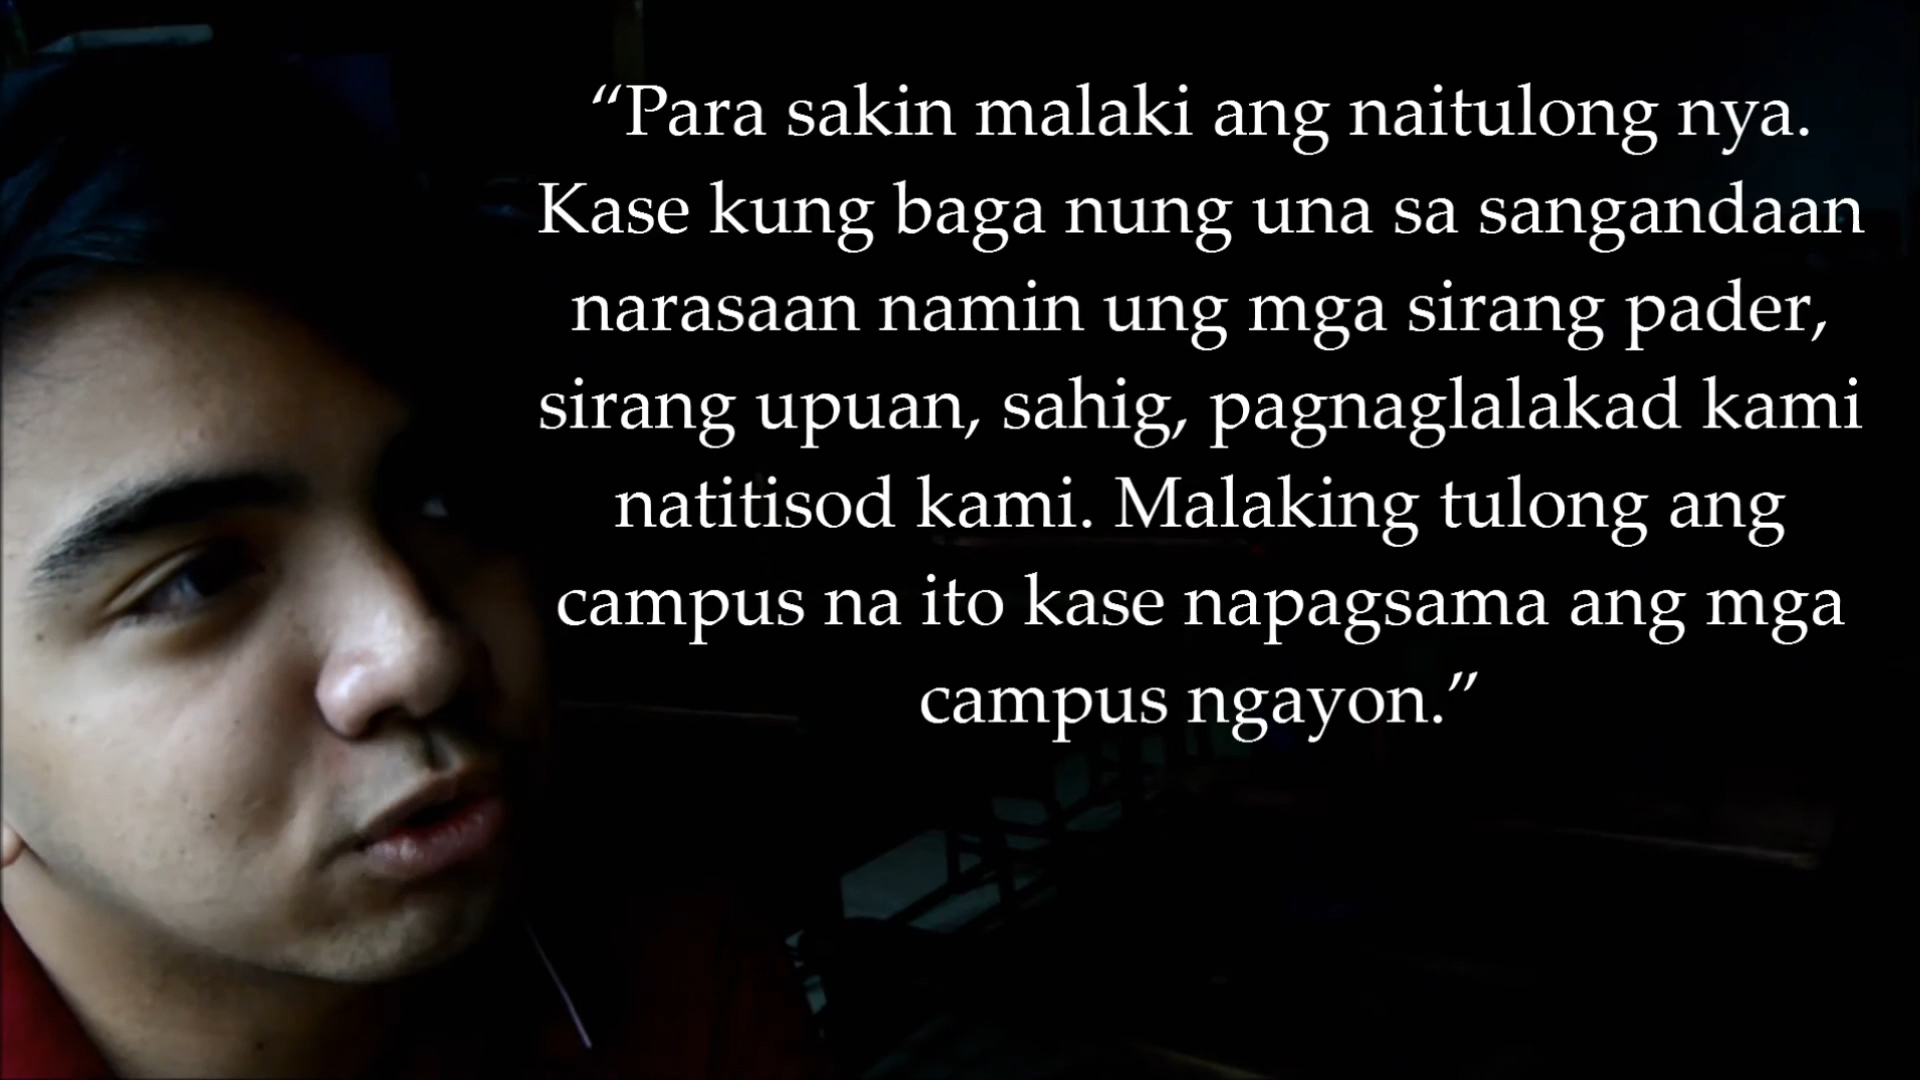 “Para sakin malaki ang naitulong nya.
Kase kung baga nung una sa sangandaan
narasaan namin ung mga sirang pader,
sirang upuan, sahig, pagnaglalakad kami
natitisod kami. Malaking tulong ang
campus na ito kase napagsama ang mga
campus ngayon.”